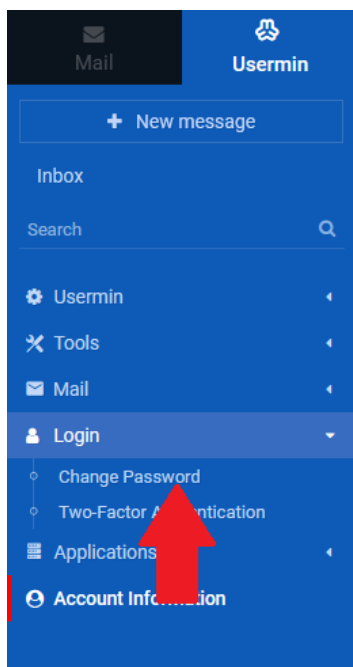 Mail
Usermin
New message
Inbox
Search
Usermin
Tools
Mail
Login
Change Password
Two-Factor
Applications
Account